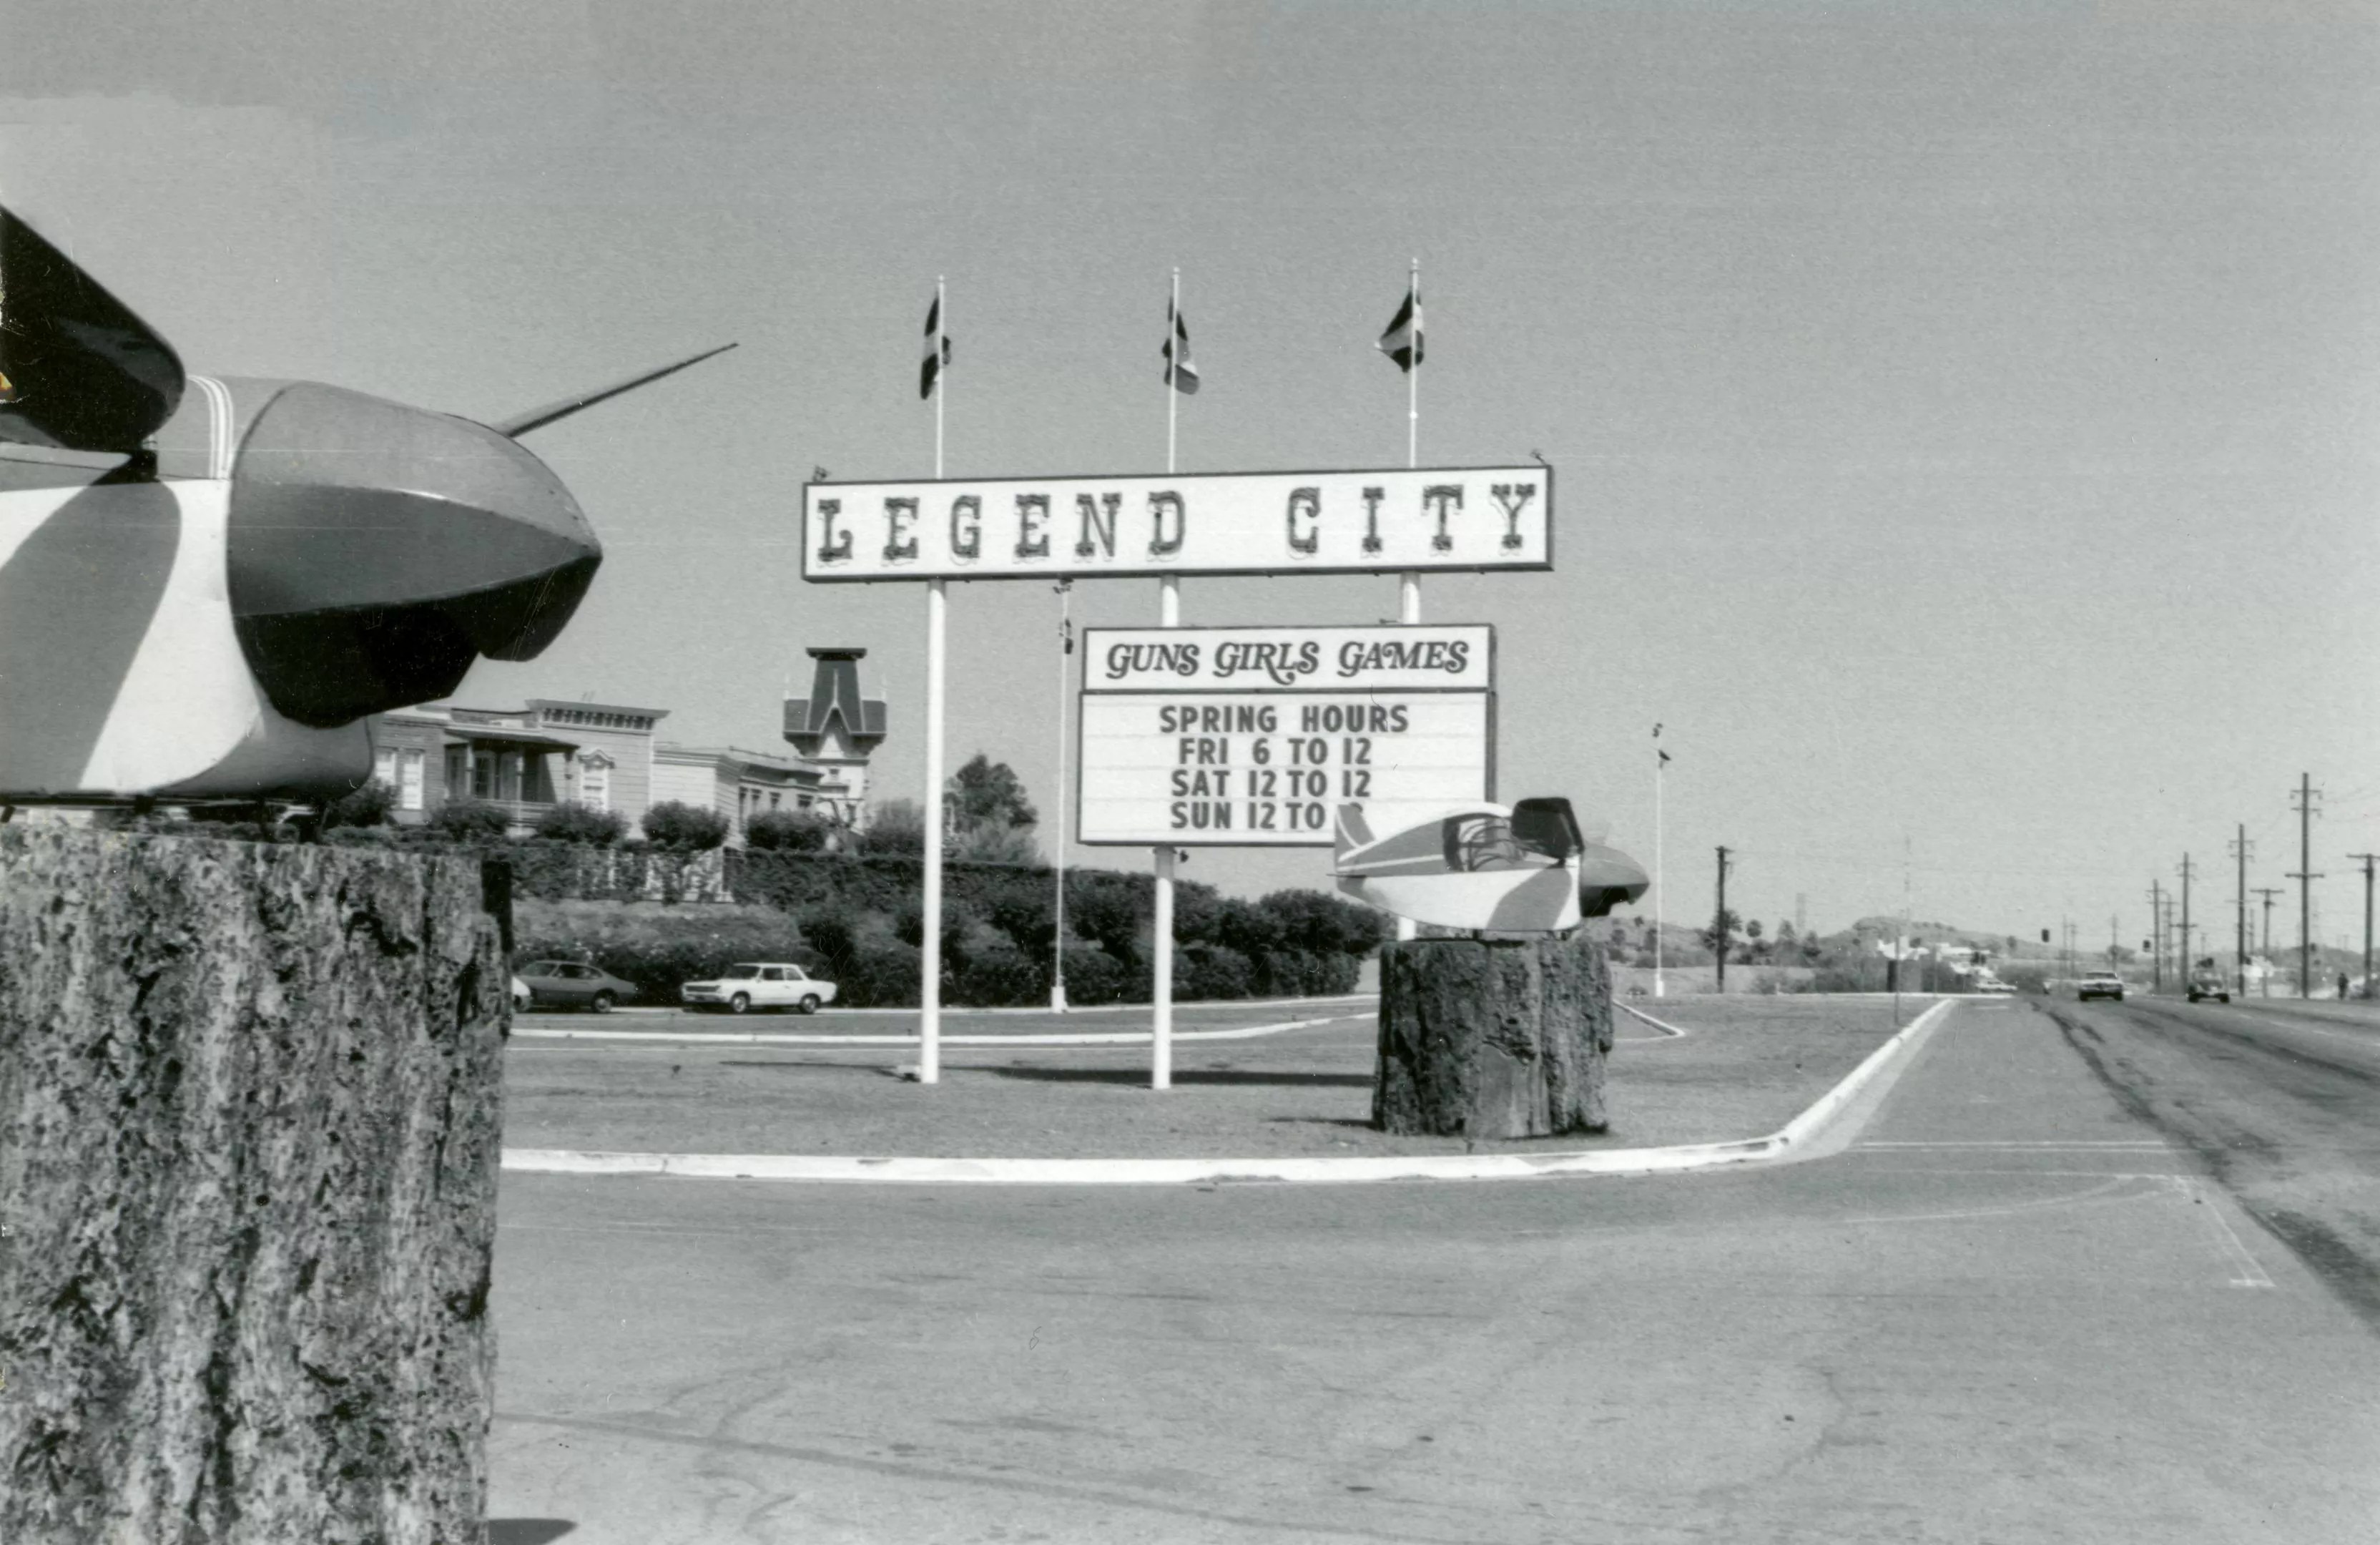 LEGEND CITY
GUNS GIRLS GAMES
SPRING HOURS
FRI 6 TO 12
SAT 12 TO 12
SUN 12 TO